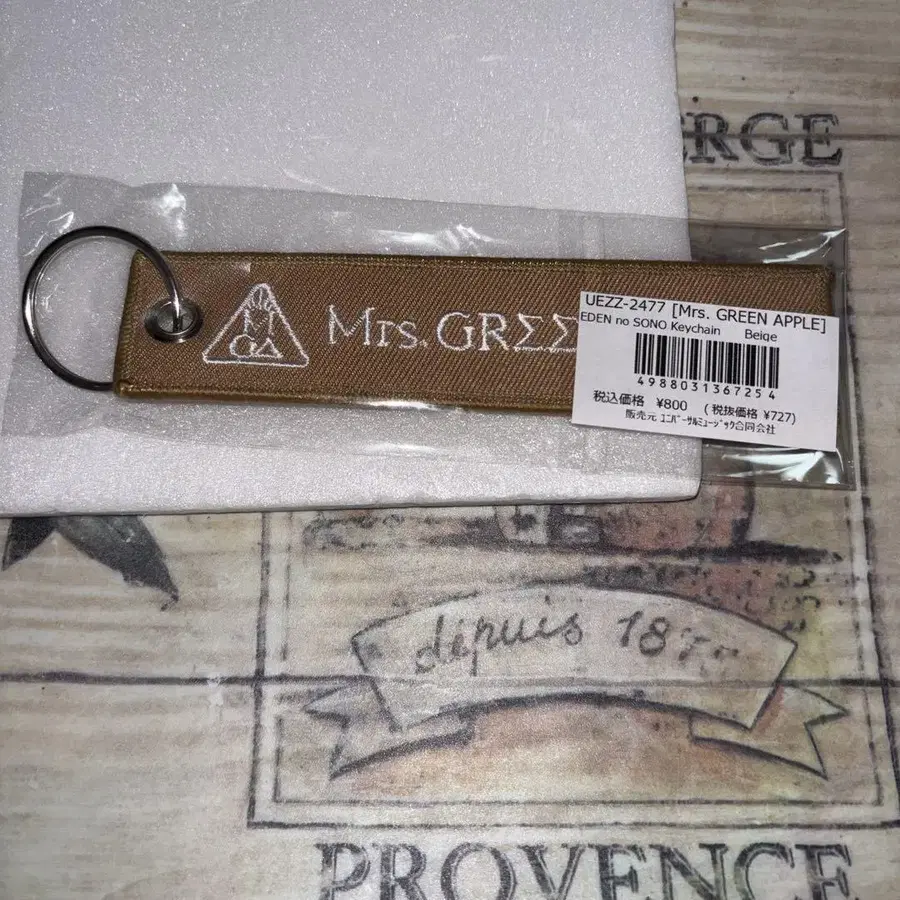 ERGE
M
GΔ
Mrs. GRΣΣ
UEZZ-2477 [Mrs. GREEN APPLE]
EDEN no SONO Keychain Beige
4988031367254
税込価格 ¥800 (税抜価格 ¥727)
販売元 ﾕﾆﾊﾞｰｻﾙﾐｭｰｼﾞｯｸ合同会社
depuis
PROVENCE